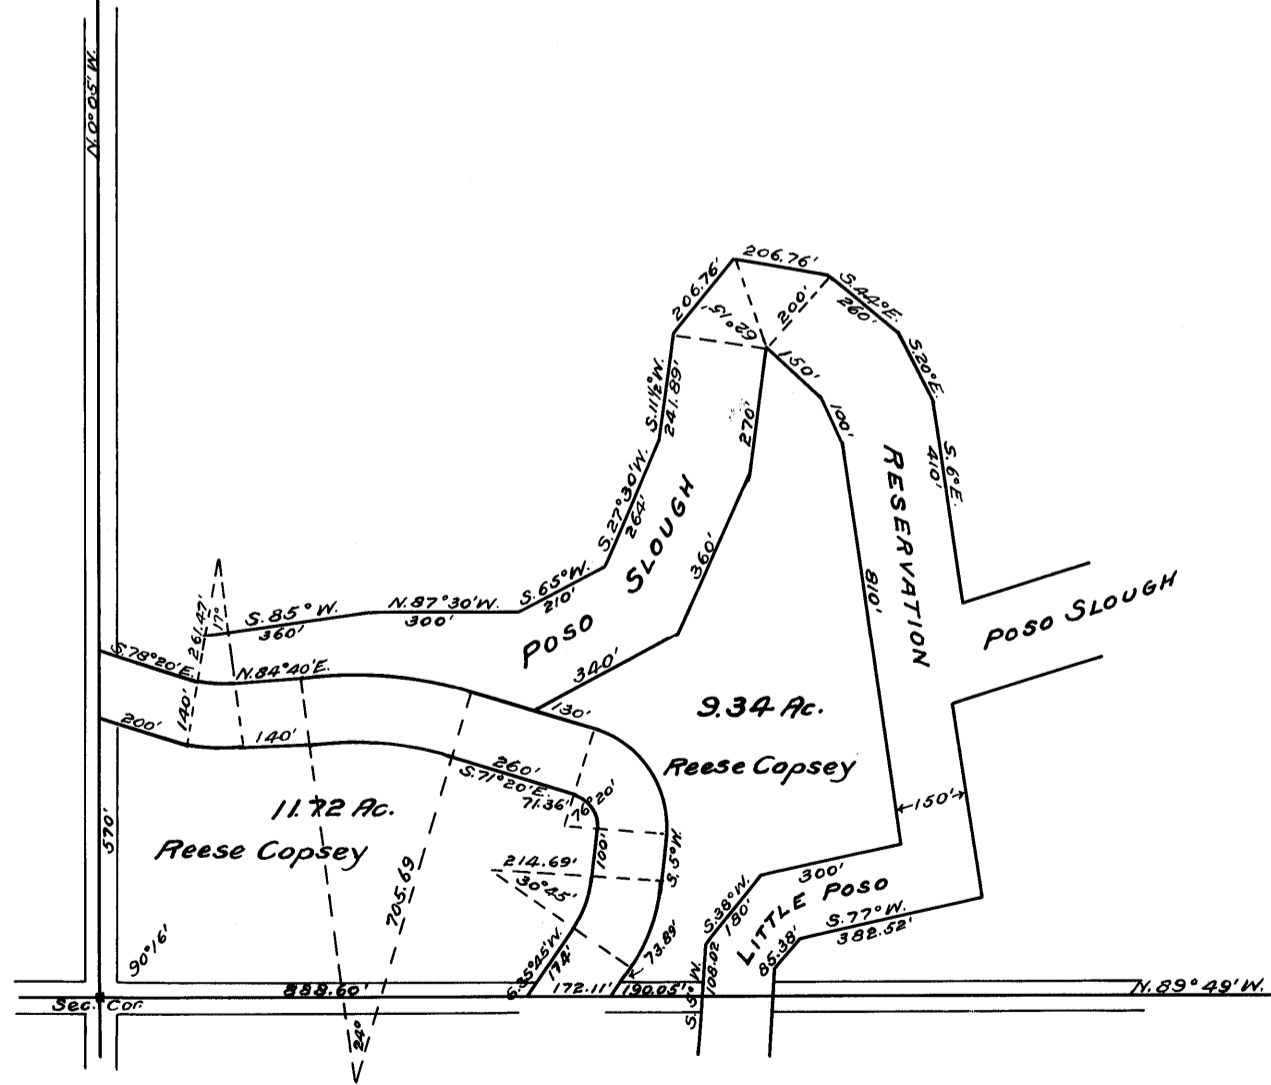 N.0°05'W.
206.76'
206.76'
S.44°E.
260'
200'
62°15'
S.20°E.
150'
100'
S.11½°W.
241.89'
270'
S.6°E.
410'
S.27°30'W.
264'
POSO SLOUGH
RESERVATION
360'
S.65°W.
210'
N.87°30'W.
300'
S.85°W.
360'
261.47'
17°
S.78°20'E.
N.84°40'E.
340'
810'
POSO SLOUGH
140'
200'
140'
130'
9.34 Ac.
Reese Copsey
260'
S.71°20'E.
71.36'
76°20'
150'
11.72 Ac.
Reese Copsey
570'
705.69
100'
S.5°W.
214.69'
30°45'
300'
LITTLE POSO
S.38°W.
180'
S.77°W.
382.52'
85.38'
90°16'
S.35°45'W.
174'
73.89'
108.02
S.5°W.
888.60'
172.11'
190.05'
N.89°49'W.
Sec. Cor.
24°